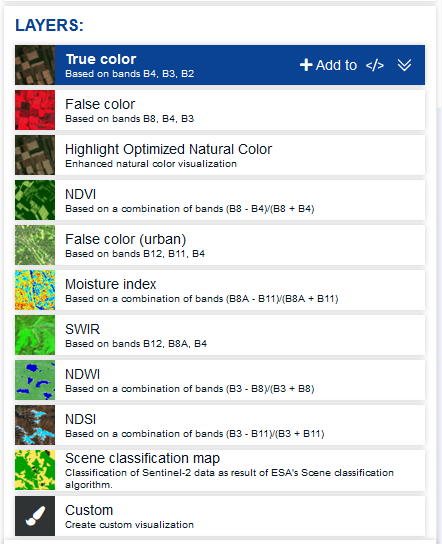 LAYERS:
True color
Based on bands B4, B3, B2
Add to </>
False color
Based on bands B8, B4, B3
Highlight Optimized Natural Color
Enhanced natural color visualization
NDVI
Based on a combination of bands (B8 - B4)/(B8 + B4)
False color (urban)
Based on bands B12, B11, B4
Moisture index
Based on a combination of bands (B8A - B11)/(B8A + B11)
SWIR
Based on bands B12, B8A, B4
NDWI
Based on a combination of bands (B3 - B8)/(B3 + B8)
NDSI
Based on a combination of bands (B3 - B11)/(B3 + B11)
Scene classification map
Classification of Sentinel-2 data as result of ESA's Scene classification
algorithm.
Custom
Create custom visualization